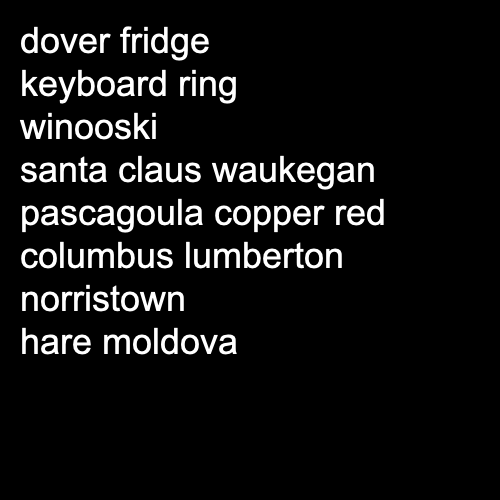 dover fridge
keyboard ring
winooski
santa claus waukegan
pascagoula copper red
columbus lumberton
norristown
hare moldova